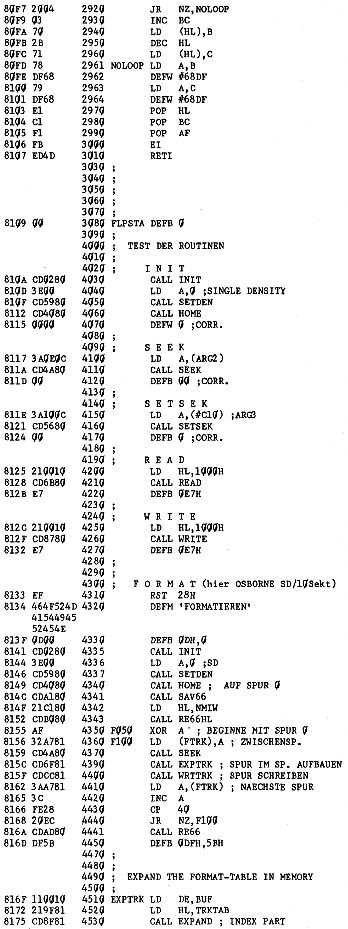 80F7 2004 2920 JR NZ,NOLOOP
80F9 03 2930 INC BC
80FA 70 2940 LD (HL),B
80FB 2B 2950 DEC HL
80FC 71 2960 LD (HL),C
80FD 78 2961 NOLOOP LD A,B
80FE DF68 2962 DEFW #68DF
8100 79 2963 LD A,C
8101 DF68 2964 DEFW #68DF
8103 E1 2970 POP HL
8104 C1 2980 POP BC
8105 F1 2990 POP AF
8106 FB 3000 EI
8107 ED4D 3010 RETI
3030 ;
3040 ;
3050 ;
3060 ;
3070 ;
8109 00 3080 FLPSTA DEFB 0
3090 ;
4000 ; TEST DER ROUTINEN
4010 ;
4020 ; I N I T
810A CD0280 4030 CALL INIT
810D 3E00 4040 LD A,0 ;SINGLE DENSITY
810F CD5980 4050 CALL SETDEN
8112 CD4080 4060 CALL HOME
8115 0000 4070 DEFW 0 ;CORR.
4080 ;
4090 ; S E E K
8117 3A0E0C 4100 LD A,(ARG2)
811A CD4A80 4110 CALL SEEK
811D 00 4120 DEFB 00 ;CORR.
4130 ;
4140 ; S E T S E K
811E 3A100C 4150 LD A,(#C10) ;ARG3
8121 CD5680 4160 CALL SETSEK
8124 00 4170 DEFB 0 ;CORR.
4180 ;
4190 ; R E A D
8125 210010 4200 LD HL,1000H
8128 CD6B80 4210 CALL READ
812B E7 4220 DEFB 0E7H
4230 ;
4240 ; W R I T E
812C 210010 4250 LD HL,1000H
812F CD8780 4260 CALL WRITE
8132 E7 4270 DEFB 0E7H
4280 ;
4290 ;
4300 ; F O R M A T (hier OSBORNE SD/10Sekt)
8133 EF 4310 RST 28H
8134 464F524D 4320 DEFM 'FORMATIEREN'
41544945
52454E
813F 0D00 4330 DEFB 0DH,0
8141 CD0280 4335 CALL INIT
8144 3E00 4336 LD A,0 ;SD
8146 CD5980 4337 CALL SETDEN
8149 CD4080 4340 CALL HOME ; AUF SPUR 0
814C CDA180 4341 CALL SAV66
814F 21C180 4342 LD HL,NMIW
8152 CDD080 4343 CALL RE66HL
8155 AF 4350 F050 XOR A ; BEGINNE MIT SPUR 0
8156 32A781 4360 F100 LD (FTRK),A ; ZWISCHENSP.
8159 CD4A80 4370 CALL SEEK
815C CD6F81 4380 CALL EXPTRK ; SPUR IM SP. AUFBAUEN
815F CDCC81 4400 CALL WRTTRK ; SPUR SCHREIBEN
8162 3AA781 4410 LD A,(FTRK) ; NAECHSTE SPUR
8165 3C 4420 INC A
8166 FE28 4430 CP 40
8168 20EC 4440 JR NZ,F100
816A CDAD80 4441 CALL RE66
816D DF5B 4450 DEFB 0DFH,5BH
4470 ;
4480 ;
4490 ; EXPAND THE FORMAT-TABLE IN MEMORY
4500 ;
816F 110010 4510 EXPTRK LD DE,BUF
8172 219F81 4520 LD HL,TRKTAB
8175 CD8F81 4530 CALL EXPAND ; INDEX PART